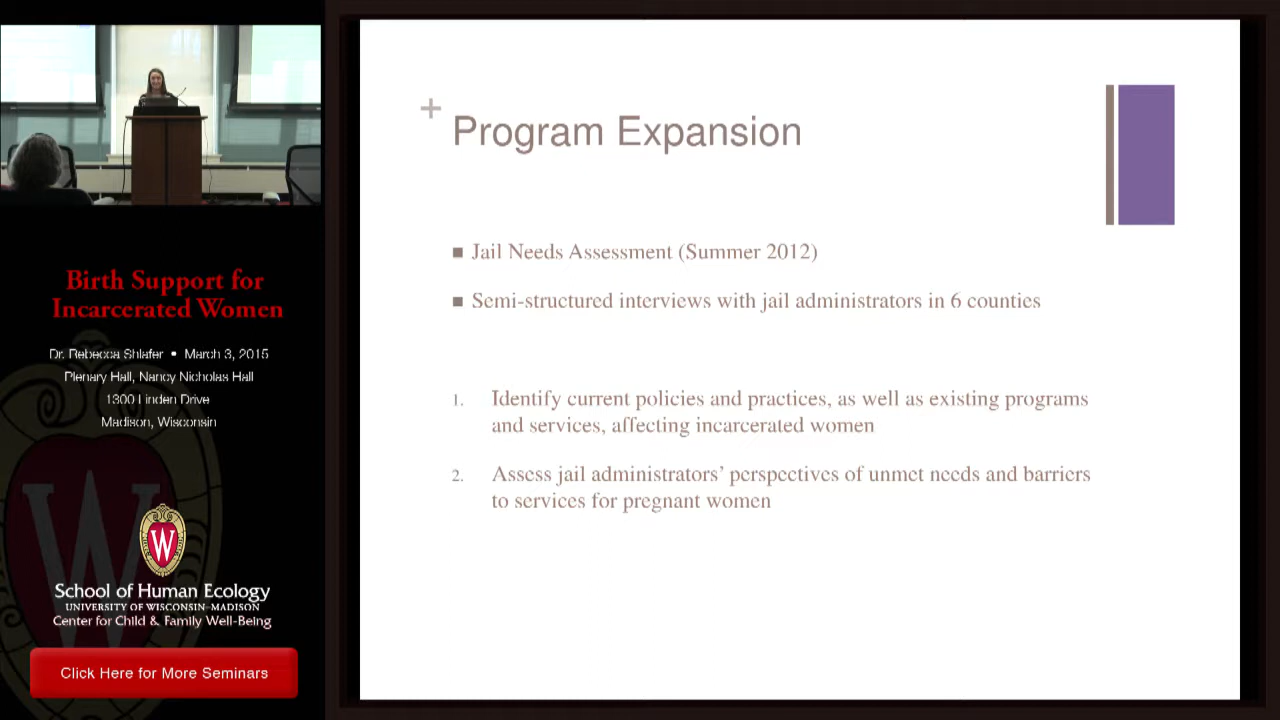 Birth Support for
Incarcerated Women
Dr. Rebecca Shlafer • March 3, 2015
Plenary Hall, Nancy Nicholas Hall
1300 Linden Drive
Madison, Wisconsin
W
School of Human Ecology
UNIVERSITY OF WISCONSIN-MADISON
Center for Child & Family Well-Being
Click Here for More Seminars
+
Program Expansion
■ Jail Needs Assessment (Summer 2012)
■ Semi-structured interviews with jail administrators in 6 counties
1. Identify current policies and practices, as well as existing programs
and services, affecting incarcerated women
2. Assess jail administrators’ perspectives of unmet needs and barriers
to services for pregnant women